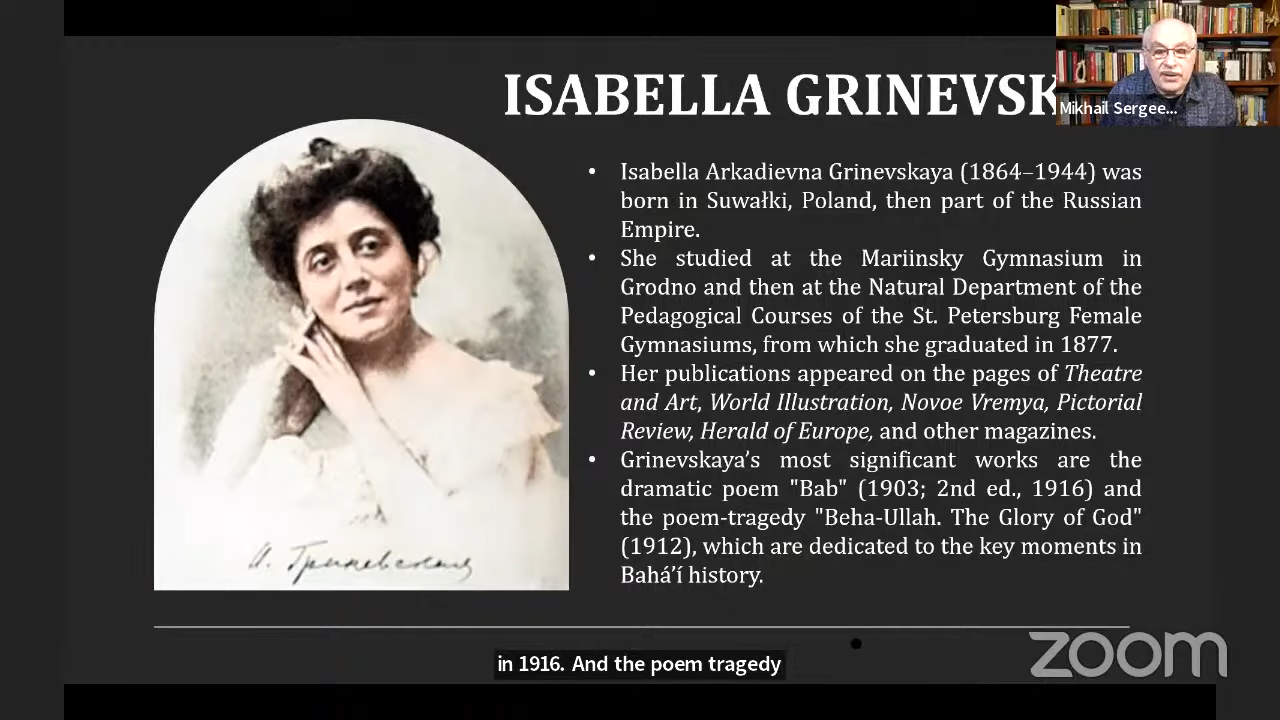 ISABELLA GRINEVSK
Mikhail Sergee...
• Isabella Arkadievna Grinevskaya (1864–1944) was
born in Suwałki, Poland, then part of the Russian
Empire.
• She studied at the Mariinsky Gymnasium in
Grodno and then at the Natural Department of the
Pedagogical Courses of the St. Petersburg Female
Gymnasiums, from which she graduated in 1877.
• Her publications appeared on the pages of Theatre
and Art, World Illustration, Novoe Vremya, Pictorial
Review, Herald of Europe, and other magazines.
• Grinevskaya’s most significant works are the
dramatic poem "Bab" (1903; 2nd ed., 1916) and
the poem-tragedy "Beha-Ullah. The Glory of God"
(1912), which are dedicated to the key moments in
Bahá’í history.
И. Гриневская
in 1916. And the poem tragedy
zoom